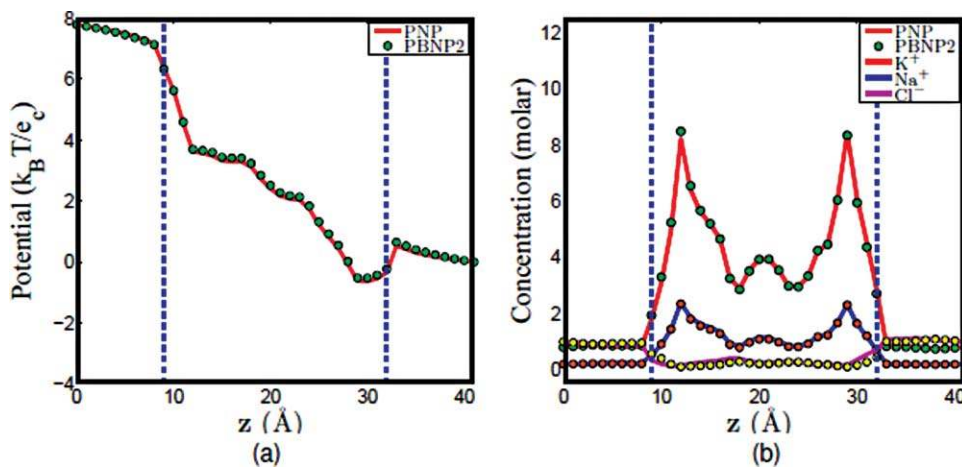 8
6
4
2
0
−2
−4
Potential (k_B T/e_c)
PNP
PBNP2
0 10 20 30 40
z (Å)
(a)
12
10
8
6
4
2
0
Concentration (molar)
PNP
PBNP2
K⁺
Na⁺
Cl⁻
0 10 20 30 40
z (Å)
(b)